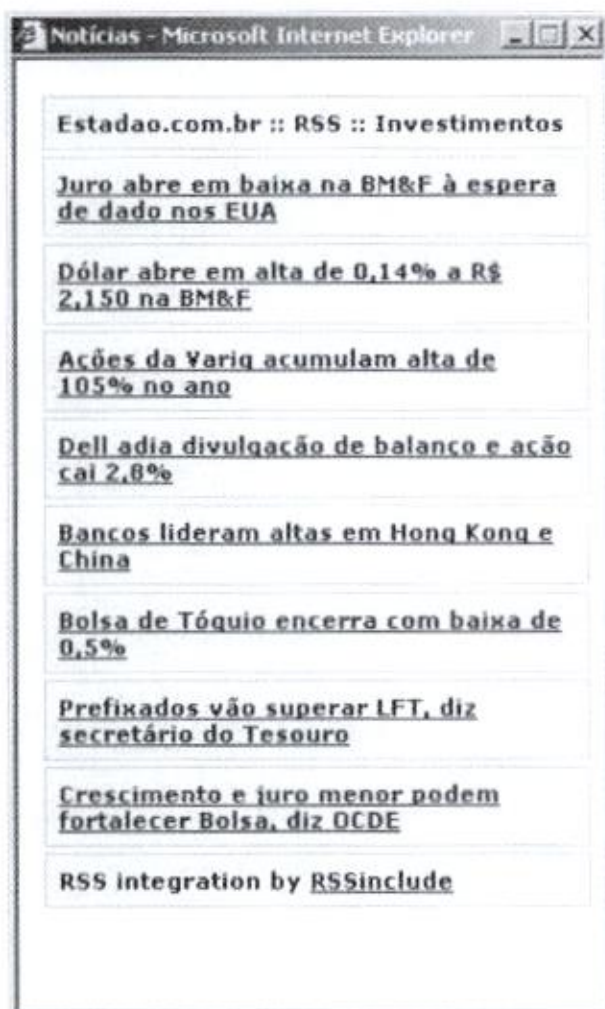 Notícias - Microsoft Internet Explorer
Estadao.com.br :: RSS :: Investimentos
Juro abre em baixa na BM&F à espera
de dado nos EUA
Dólar abre em alta de 0,14% a R$
2,150 na BM&F
Ações da Varig acumulam alta de
105% no ano
Dell adia divulgação de balanço e ação
cai 2,8%
Bancos lideram altas em Hong Kong e
China
Bolsa de Tóquio encerra com baixa de
0,5%
Prefixados vão superar LFT, diz
secretário do Tesouro
Crescimento e juro menor podem
fortalecer Bolsa, diz OCDE
RSS integration by RSSinclude